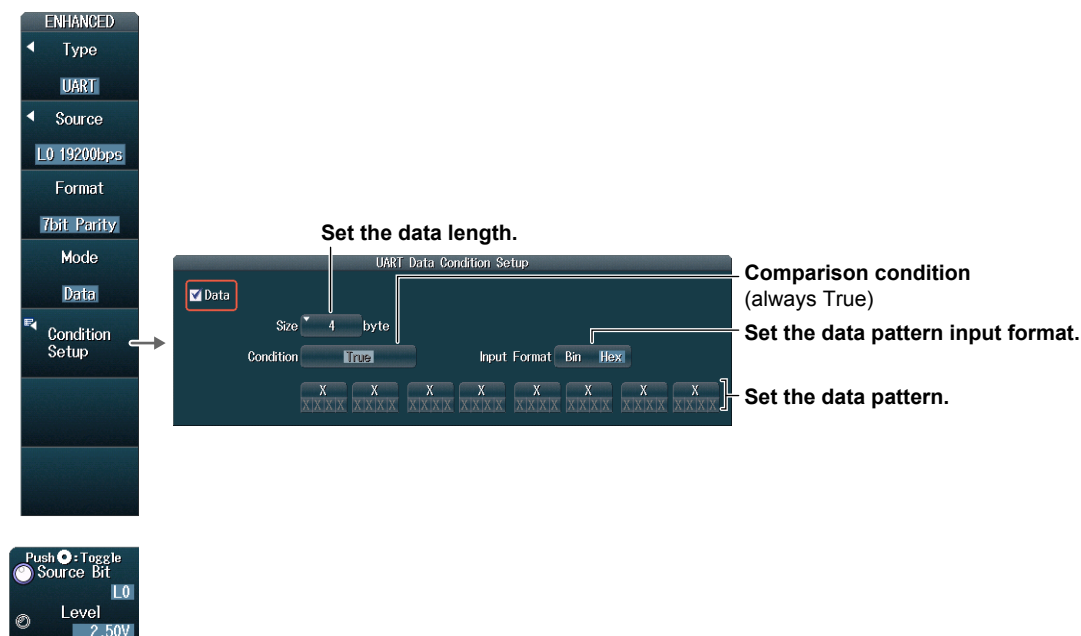 ENHANCED
Type
UART
Source
L0 19200bps
Format
7bit Parity
Mode
Data
Condition
Setup
Set the data length.
UART Data Condition Setup
Data
Size 4 byte
Condition True Input Format Bin Hex
X X X X X X X X
XXXX XXXX XXXX XXXX XXXX XXXX XXXX XXXX
Comparison condition
(always True)
Set the data pattern input format.
Set the data pattern.
Push :Toggle
Source Bit
L0
Level
2.50V